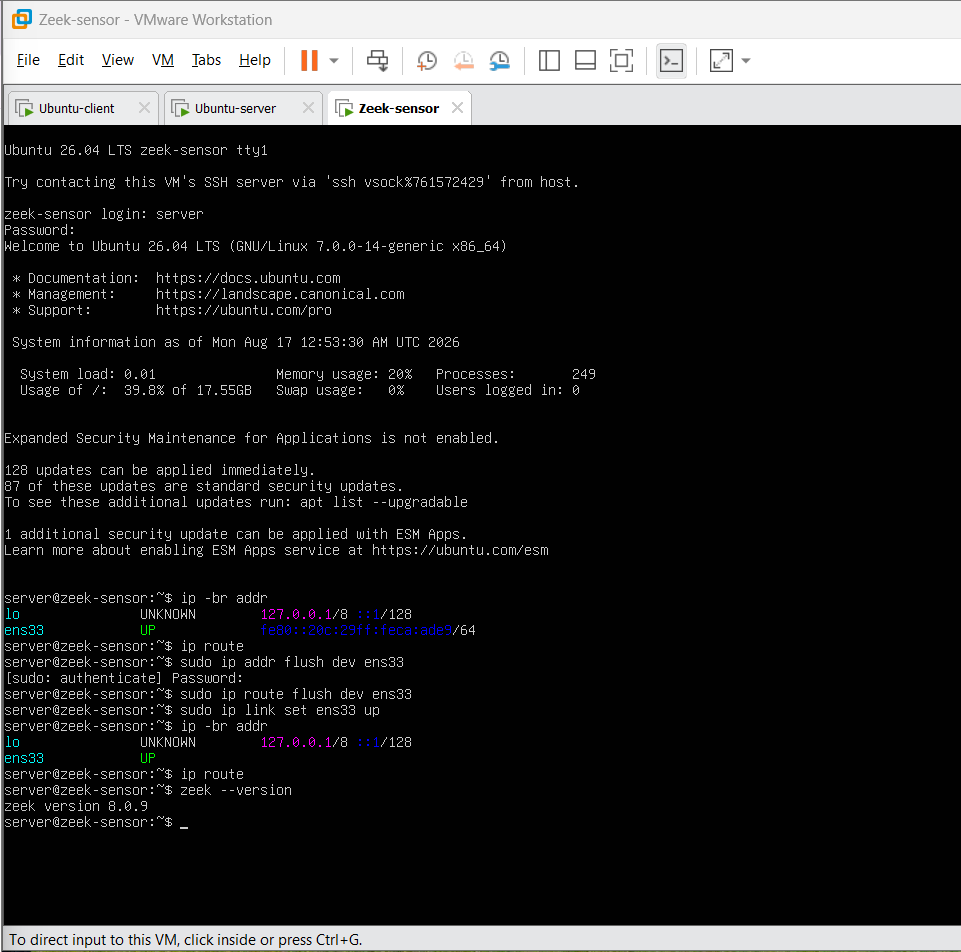 Zeek-sensor - VMware Workstation
File Edit View VM Tabs Help
Ubuntu-client Ubuntu-server Zeek-sensor
Ubuntu 26.04 LTS zeek-sensor tty1
Try contacting this VM's SSH server via 'ssh vsock%761572429' from host.
zeek-sensor login: server
Password:
Welcome to Ubuntu 26.04 LTS (GNU/Linux 7.0.0-14-generic x86_64)
* Documentation: https://docs.ubuntu.com
* Management: https://landscape.canonical.com
* Support: https://ubuntu.com/pro
System information as of Mon Aug 17 12:53:30 AM UTC 2026
System load: 0.01 Memory usage: 20% Processes: 249
Usage of /: 39.8% of 17.55GB Swap usage: 0% Users logged in: 0
Expanded Security Maintenance for Applications is not enabled.
128 updates can be applied immediately.
87 of these updates are standard security updates.
To see these additional updates run: apt list --upgradable
1 additional security update can be applied with ESM Apps.
Learn more about enabling ESM Apps service at https://ubuntu.com/esm
server@zeek-sensor:~$ ip -br addr
lo UNKNOWN 127.0.0.1/8 ::1/128
ens33 UP fe80::20c:29ff:feca:ade9/64
server@zeek-sensor:~$ ip route
server@zeek-sensor:~$ sudo ip addr flush dev ens33
[sudo: authenticate] Password:
server@zeek-sensor:~$ sudo ip route flush dev ens33
server@zeek-sensor:~$ sudo ip link set ens33 up
server@zeek-sensor:~$ ip -br addr
lo UNKNOWN 127.0.0.1/8 ::1/128
ens33 UP
server@zeek-sensor:~$ ip route
server@zeek-sensor:~$ zeek --version
zeek version 8.0.9
server@zeek-sensor:~$ _
To direct input to this VM, click inside or press Ctrl+G.